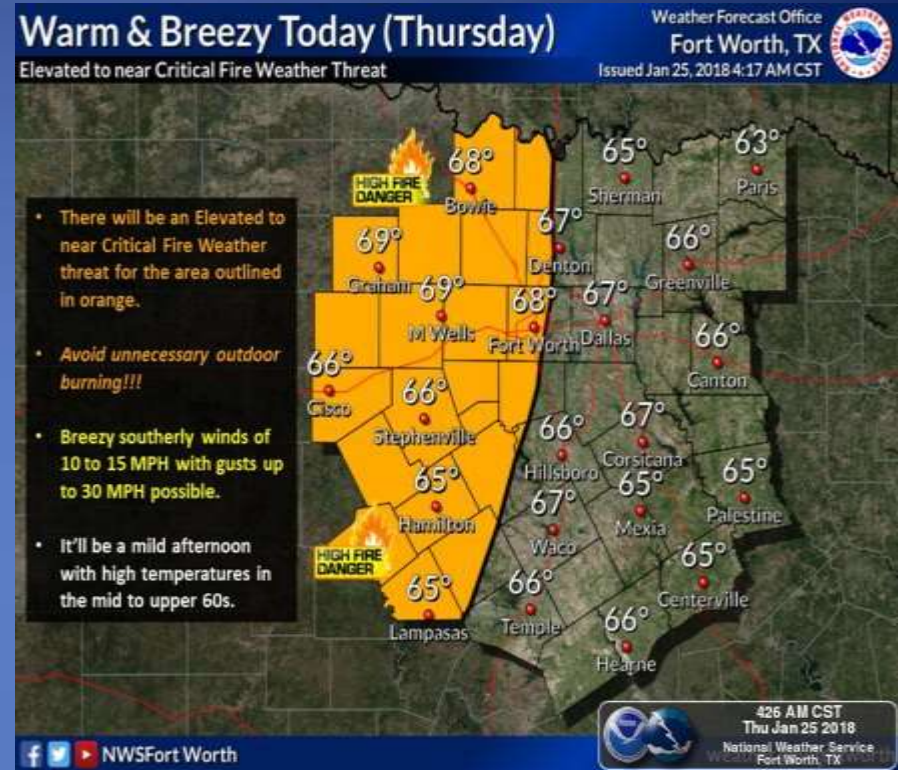 Warm & Breezy Today (Thursday)
Elevated to near Critical Fire Weather Threat
Weather Forecast Office
Fort Worth, TX
Issued Jan 25, 2018 4:17 AM CST
NATIONAL WEATHER SERVICE
• There will be an Elevated to
near Critical Fire Weather
threat for the area outlined
in orange.
• Avoid unnecessary outdoor
burning!!!
• Breezy southerly winds of
10 to 15 MPH with gusts up
to 30 MPH possible.
• It'll be a mild afternoon
with high temperatures in
the mid to upper 60s.
HIGH FIRE
DANGER
68°
Bowie
65°
Sherman
63°
Paris
69°
Graham
67°
Denton
66°
Greenville
69°
M Wells
68°
Fort Worth
67°
Dallas
66°
Canton
66°
Cisco
66°
Stephenville
66°
Hillsboro
67°
Corsicana
65°
Hamilton
67°
Waco
65°
Mexia
65°
Palestine
HIGH FIRE
DANGER
65°
Lampasas
66°
Temple
66°
Hearne
65°
Centerville
NWSFort Worth
426 AM CST
Thu Jan 25 2018
National Weather Service
Fort Worth, TX